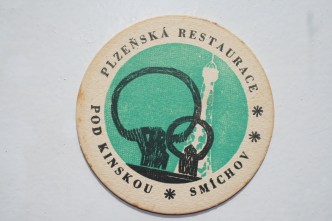 PLZEŇSKÁ RESTAURACE
POD KINSKOU * SMÍCHOV *